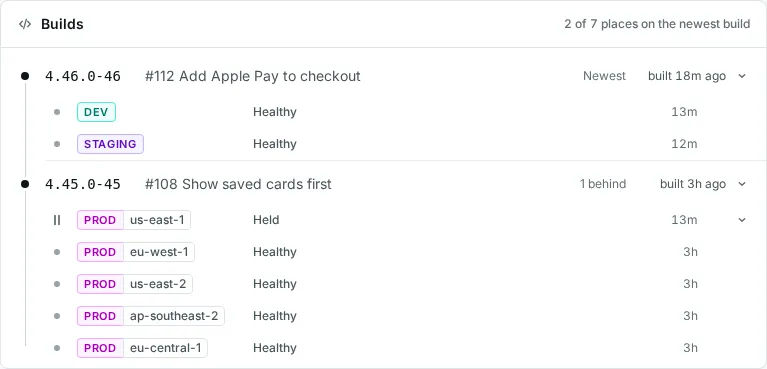 Builds 2 of 7 places on the newest build
4.46.0-46 #112 Add Apple Pay to checkout Newest built 18m ago
DEV Healthy 13m
STAGING Healthy 12m
4.45.0-45 #108 Show saved cards first 1 behind built 3h ago
PROD us-east-1 Held 13m
PROD eu-west-1 Healthy 3h
PROD us-east-2 Healthy 3h
PROD ap-southeast-2 Healthy 3h
PROD eu-central-1 Healthy 3h